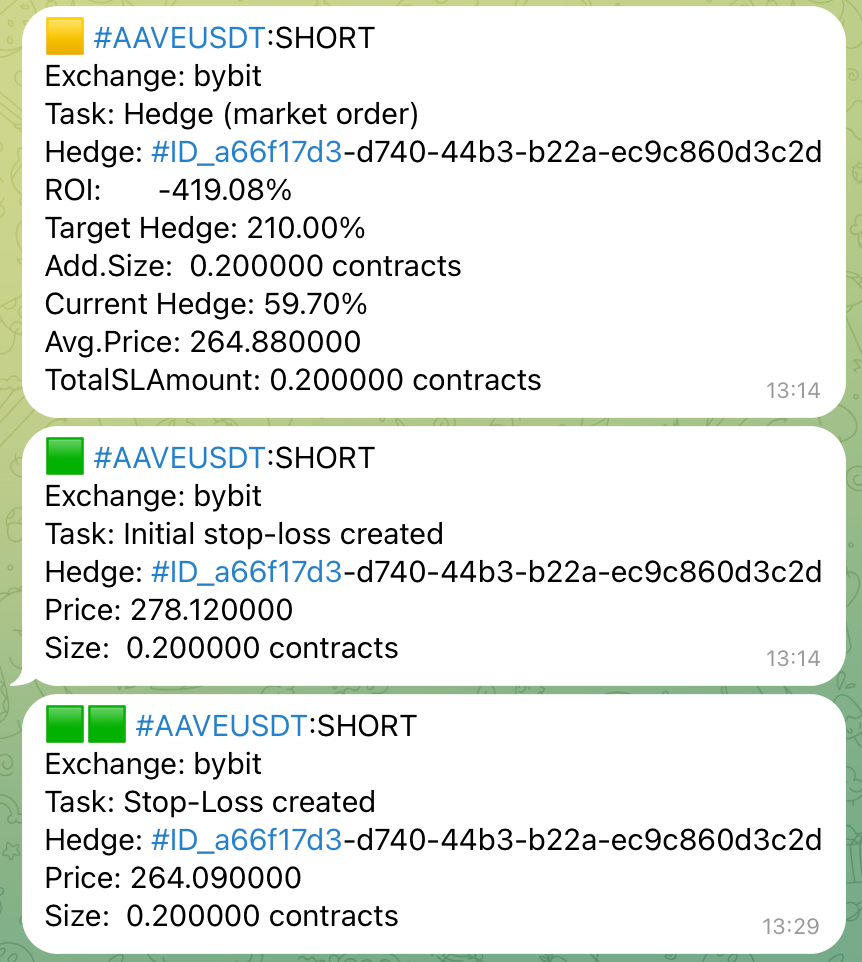 #AAVEUSDT:SHORT
Exchange: bybit
Task: Hedge (market order)
Hedge: #ID_a66f17d3-d740-44b3-b22a-ec9c860d3c2d
ROI: -419.08%
Target Hedge: 210.00%
Add.Size: 0.200000 contracts
Current Hedge: 59.70%
Avg.Price: 264.880000
TotalSLAmount: 0.200000 contracts
13:14
#AAVEUSDT:SHORT
Exchange: bybit
Task: Initial stop-loss created
Hedge: #ID_a66f17d3-d740-44b3-b22a-ec9c860d3c2d
Price: 278.120000
Size: 0.200000 contracts
13:14
#AAVEUSDT:SHORT
Exchange: bybit
Task: Stop-Loss created
Hedge: #ID_a66f17d3-d740-44b3-b22a-ec9c860d3c2d
Price: 264.090000
Size: 0.200000 contracts
13:29